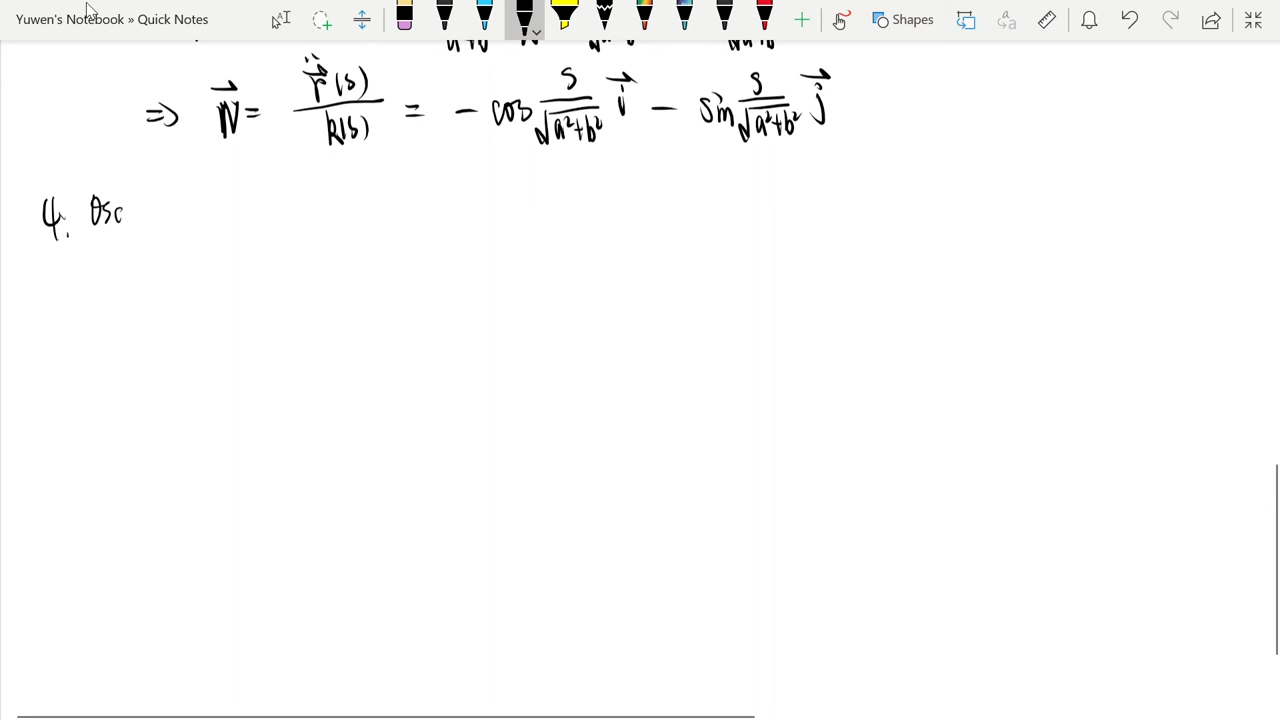 Yuwen's Notebook » Quick Notes
Shapes
⇒ N⃗ = r̈⃗(s) / k(s) = − cos s/√(a²+b²) i⃗ − sin s/√(a²+b²) j⃗
4. Osc